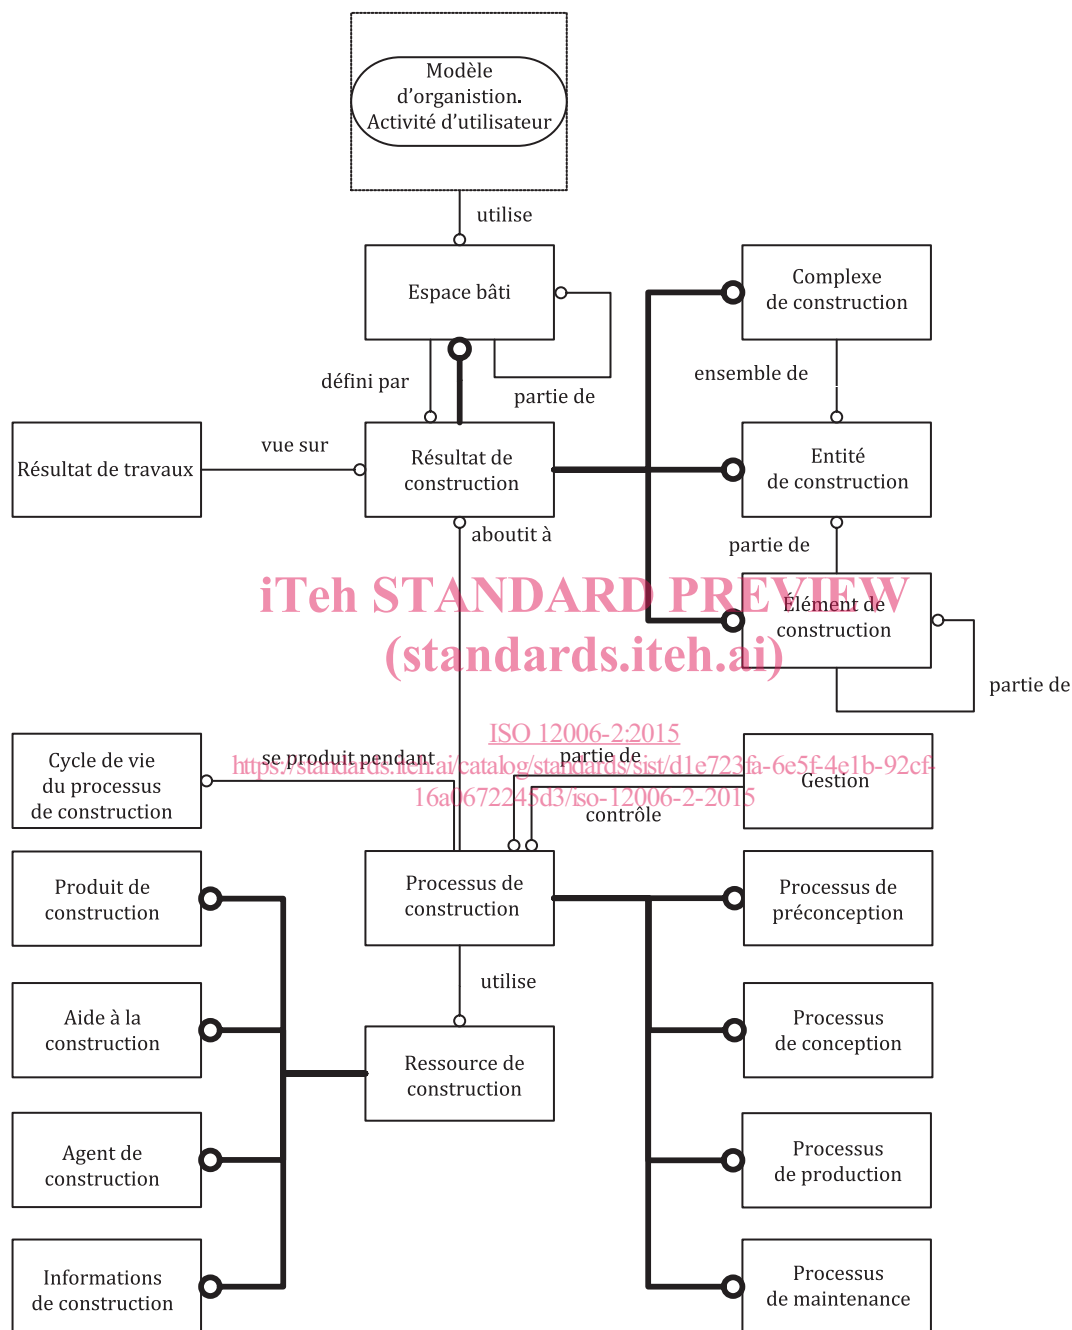 Modèle
d'organistion.
Activité d'utilisateur
utilise
Espace bâti
Complexe
de construction
défini par
partie de
ensemble de
Résultat de travaux
vue sur
Résultat de
construction
Entité
de construction
aboutit à
partie de
iTeh STANDARD PREVIEW
(standards.iteh.ai)
Élément de
construction
partie de
ISO 12006-2:2015
https://standards.iteh.ai/catalog/standards/sist/d1e723fa-6e5f-4e1b-92cf-
16a0672245d3/iso-12006-2-2015
Cycle de vie
du processus
de construction
se produit pendant
partie de
Gestion
contrôle
Produit de
construction
Processus de
construction
Processus de
préconception
utilise
Aide à la
construction
Ressource de
construction
Processus
de conception
Agent de
construction
Processus
de production
Informations
de construction
Processus
de maintenance